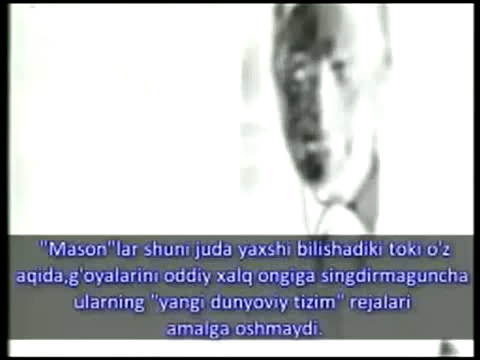 "Mason"lar shuni juda yaxshi bilishadiki toki o'z
aqida,g'oyalarini oddiy xalq ongiga singdirmaguncha
ularning "yangi dunyoviy tizim" rejalari
amalga oshmaydi.